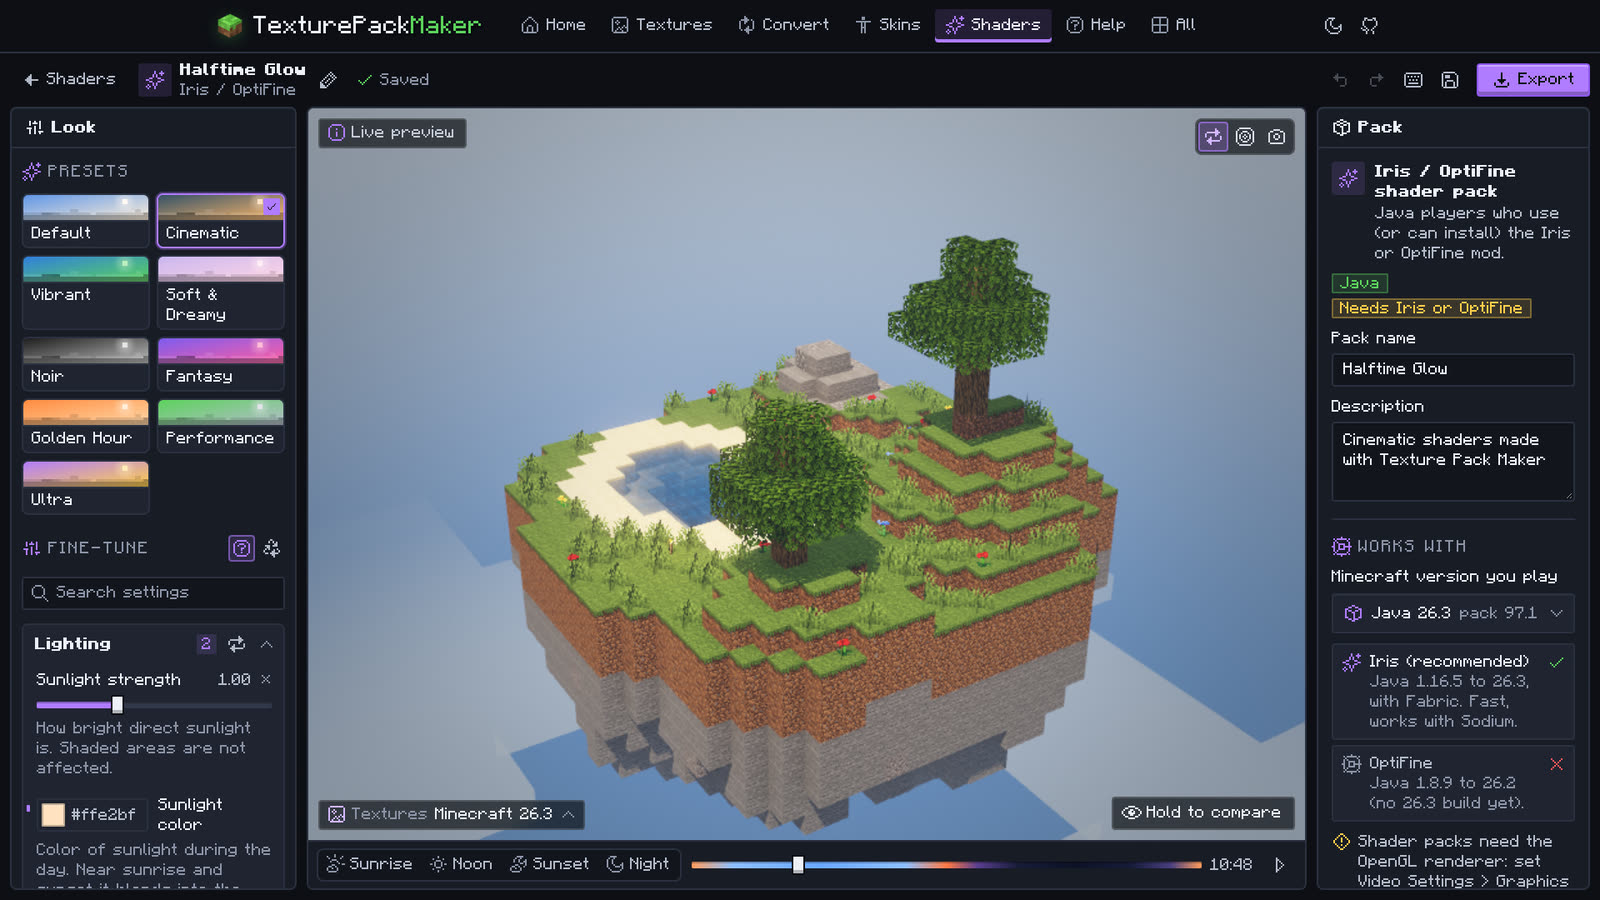 TexturePackMaker
Home
Textures
Convert
Skins
Shaders
Help
All
Shaders
Halftime Glow
Iris / OptiFine
Saved
Export
Look
PRESETS
Default
Cinematic
Vibrant
Soft &
Dreamy
Noir
Fantasy
Golden Hour
Performance
Ultra
FINE-TUNE
Search settings
Lighting
2
Sunlight strength
1.00
How bright direct sunlight
is. Shaded areas are not
affected.
#ffe2bf
Sunlight
color
Color of sunlight during the
day. Near sunrise and
sunset it blends into the
Live preview
Textures Minecraft 26.3
Hold to compare
Sunrise
Noon
Sunset
Night
10:48
Pack
Iris / OptiFine
shader pack
Java players who use
(or can install) the Iris
or OptiFine mod.
Java
Needs Iris or OptiFine
Pack name
Halftime Glow
Description
Cinematic shaders made
with Texture Pack Maker
WORKS WITH
Minecraft version you play
Java 26.3 pack 97.1
Iris (recommended)
Java 1.16.5 to 26.3,
with Fabric. Fast,
works with Sodium.
OptiFine
Java 1.8.9 to 26.2
(no 26.3 build yet).
Shader packs need the
OpenGL renderer: set
Video Settings > Graphics